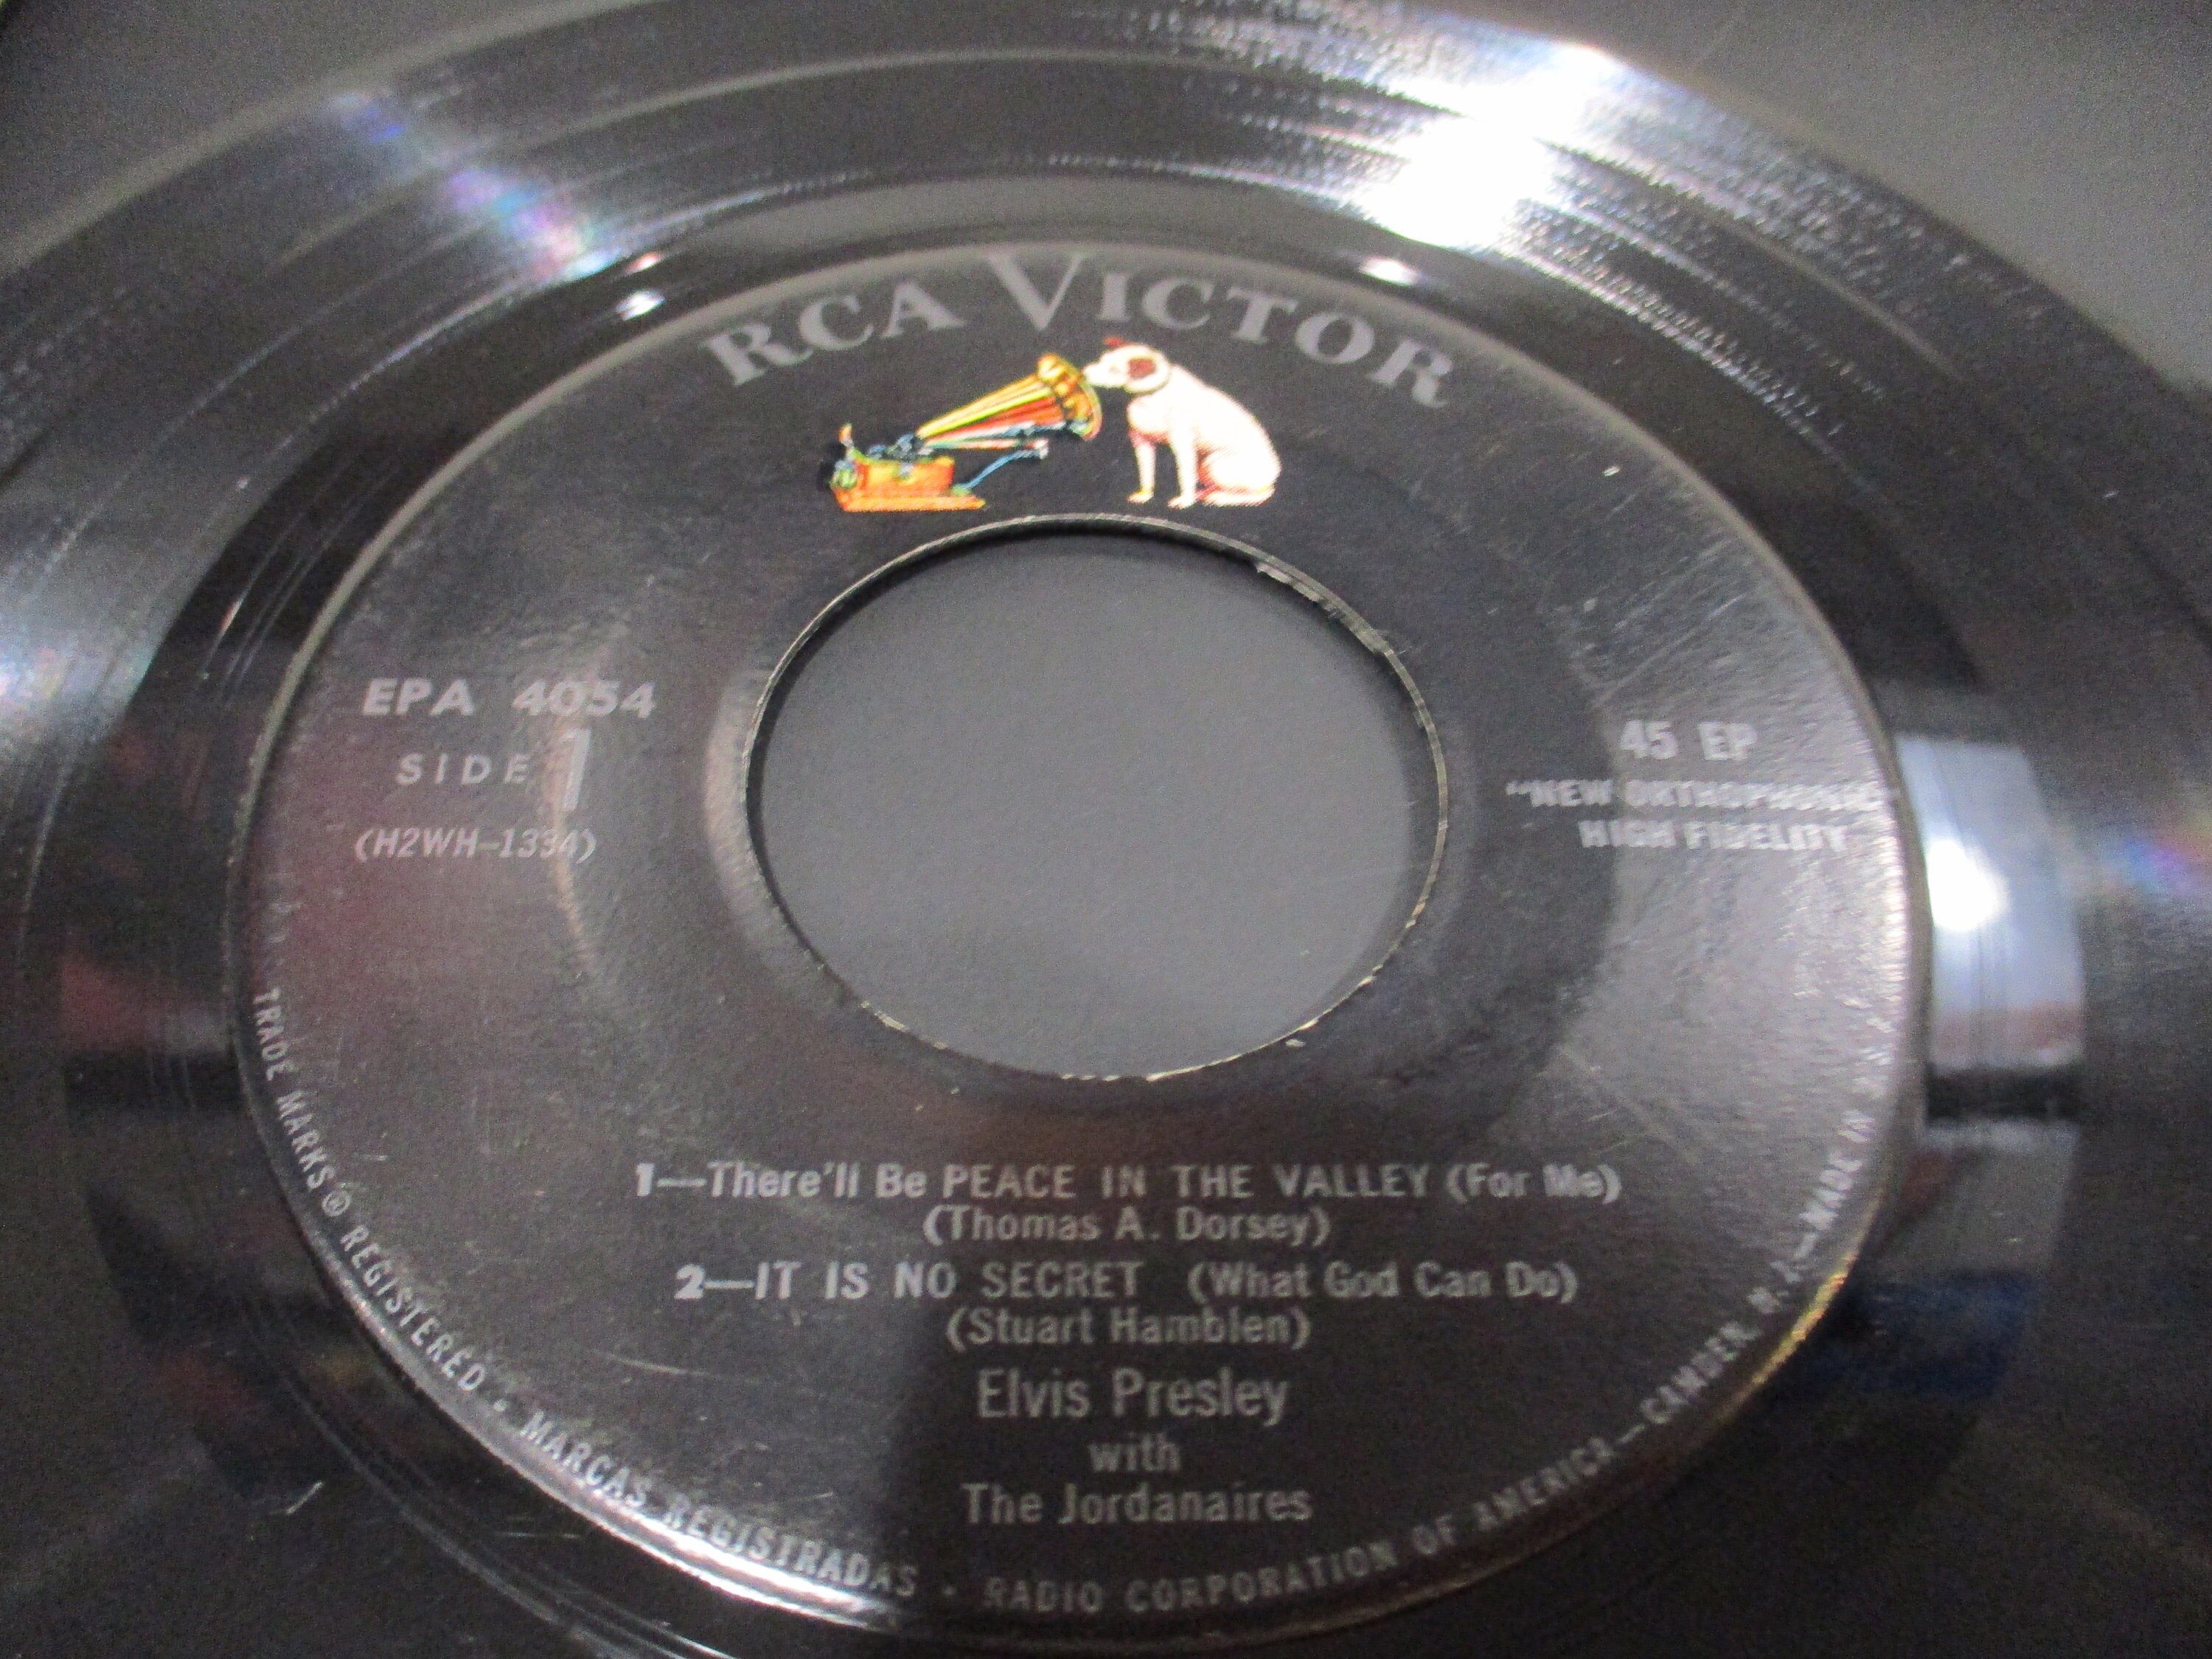 RCA VICTOR
EPA 4054
SIDE 1
(H2WH-1334)
45 EP
"NEW ORTHOPHONIC"
HIGH FIDELITY
1—There'll Be PEACE IN THE VALLEY (For Me)
(Thomas A. Dorsey)
2—IT IS NO SECRET (What God Can Do)
(Stuart Hamblen)
Elvis Presley
with
The Jordanaires
TRADE MARKS ® REGISTERED • MARCAS REGISTRADAS • RADIO CORPORATION OF AMERICA—CAMDEN, N. J.—MADE IN U.S.A.